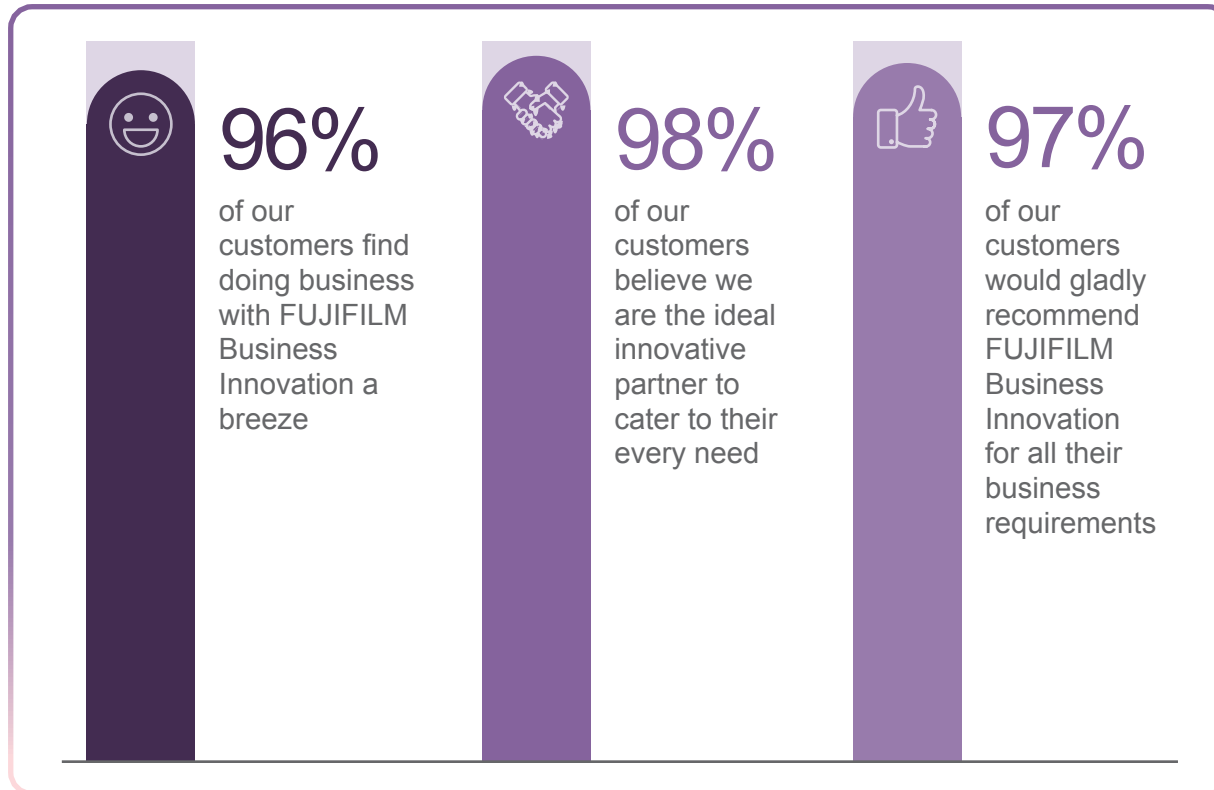 96%
of our
customers find
doing business
with FUJIFILM
Business
Innovation a
breeze
98%
of our
customers
believe we
are the ideal
innovative
partner to
cater to their
every need
97%
of our
customers
would gladly
recommend
FUJIFILM
Business
Innovation
for all their
business
requirements